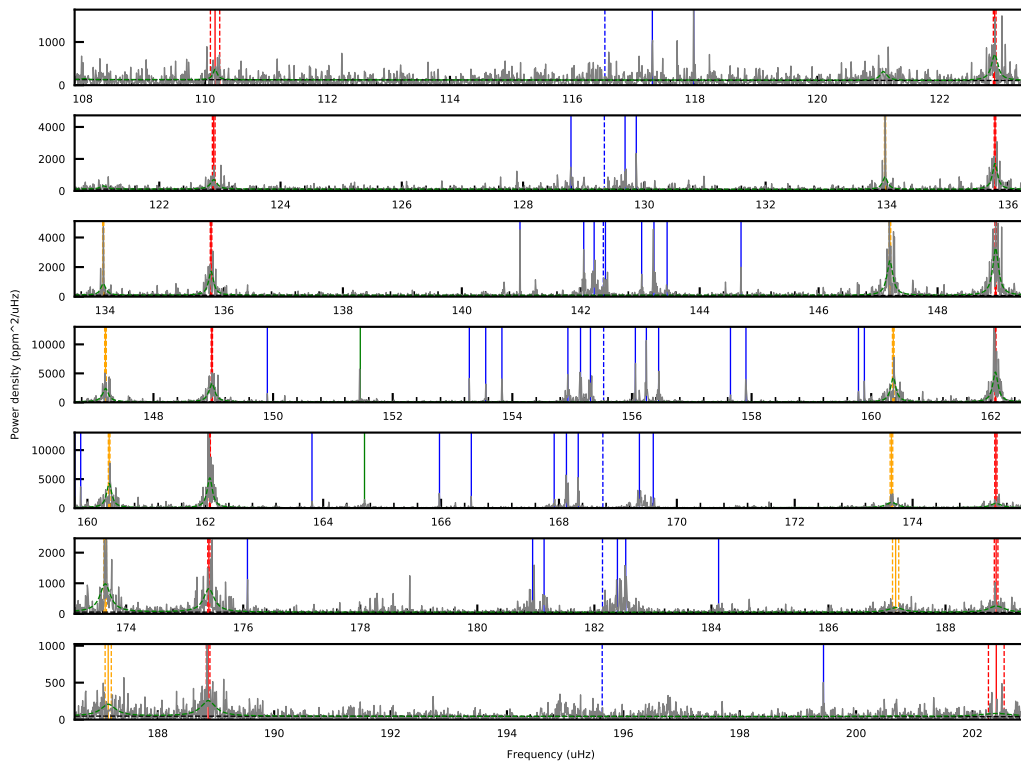 1000
0
108 110 112 114 116 118 120 122
4000
2000
0
122 124 126 128 130 132 134 136
4000
2000
0
134 136 138 140 142 144 146 148
10000
5000
0
148 150 152 154 156 158 160 162
10000
5000
0
160 162 164 166 168 170 172 174
2000
1000
0
174 176 178 180 182 184 186 188
1000
500
0
188 190 192 194 196 198 200 202
Power density (ppm^2/uHz)
Frequency (uHz)